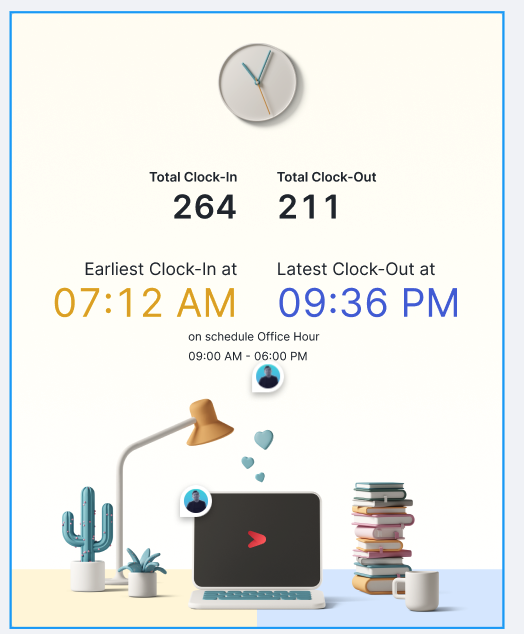 Total Clock-In
Total Clock-Out
264
211
Earliest Clock-In at
Latest Clock-Out at
07:12 AM
09:36 PM
on schedule Office Hour
09:00 AM - 06:00 PM